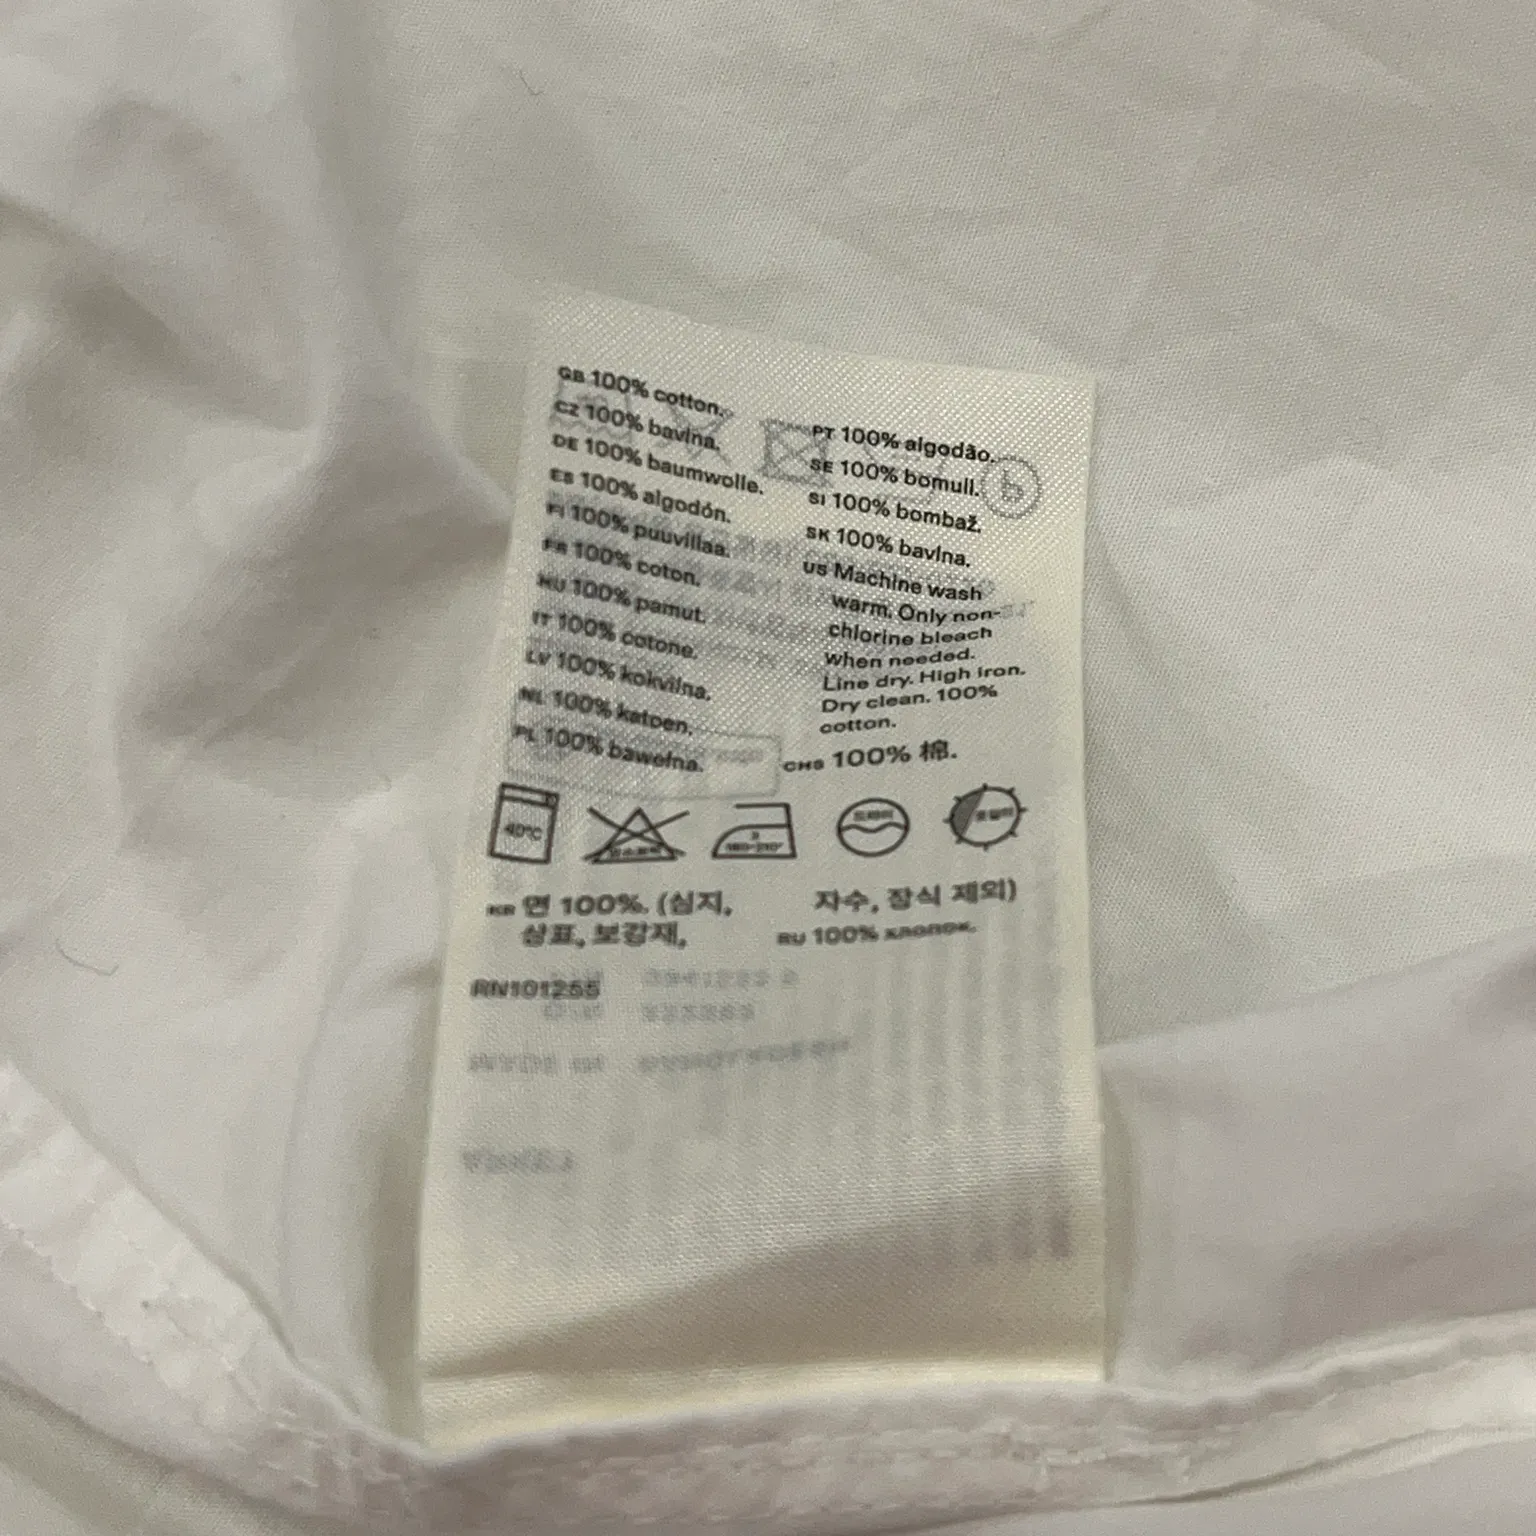 GB 100% cotton.
CZ 100% bavlna.
DE 100% baumwolle.
ES 100% algodón.
FI 100% puuvillaa.
FR 100% coton.
HU 100% pamut.
IT 100% cotone.
LV 100% kokvilna.
NL 100% katoen.
PL 100% bawełna.
PT 100% algodão.
SE 100% bomull.
SI 100% bombaž.
SK 100% bavlna.
US Machine wash
warm. Only non-
chlorine bleach
when needed.
Line dry. High iron.
Dry clean. 100%
cotton.
CHS 100% 棉.
40°C
드라이
KR 면 100%. (심지,
상표, 보강재,
자수, 장식 제외)
RU 100% хлопок.
RN101255